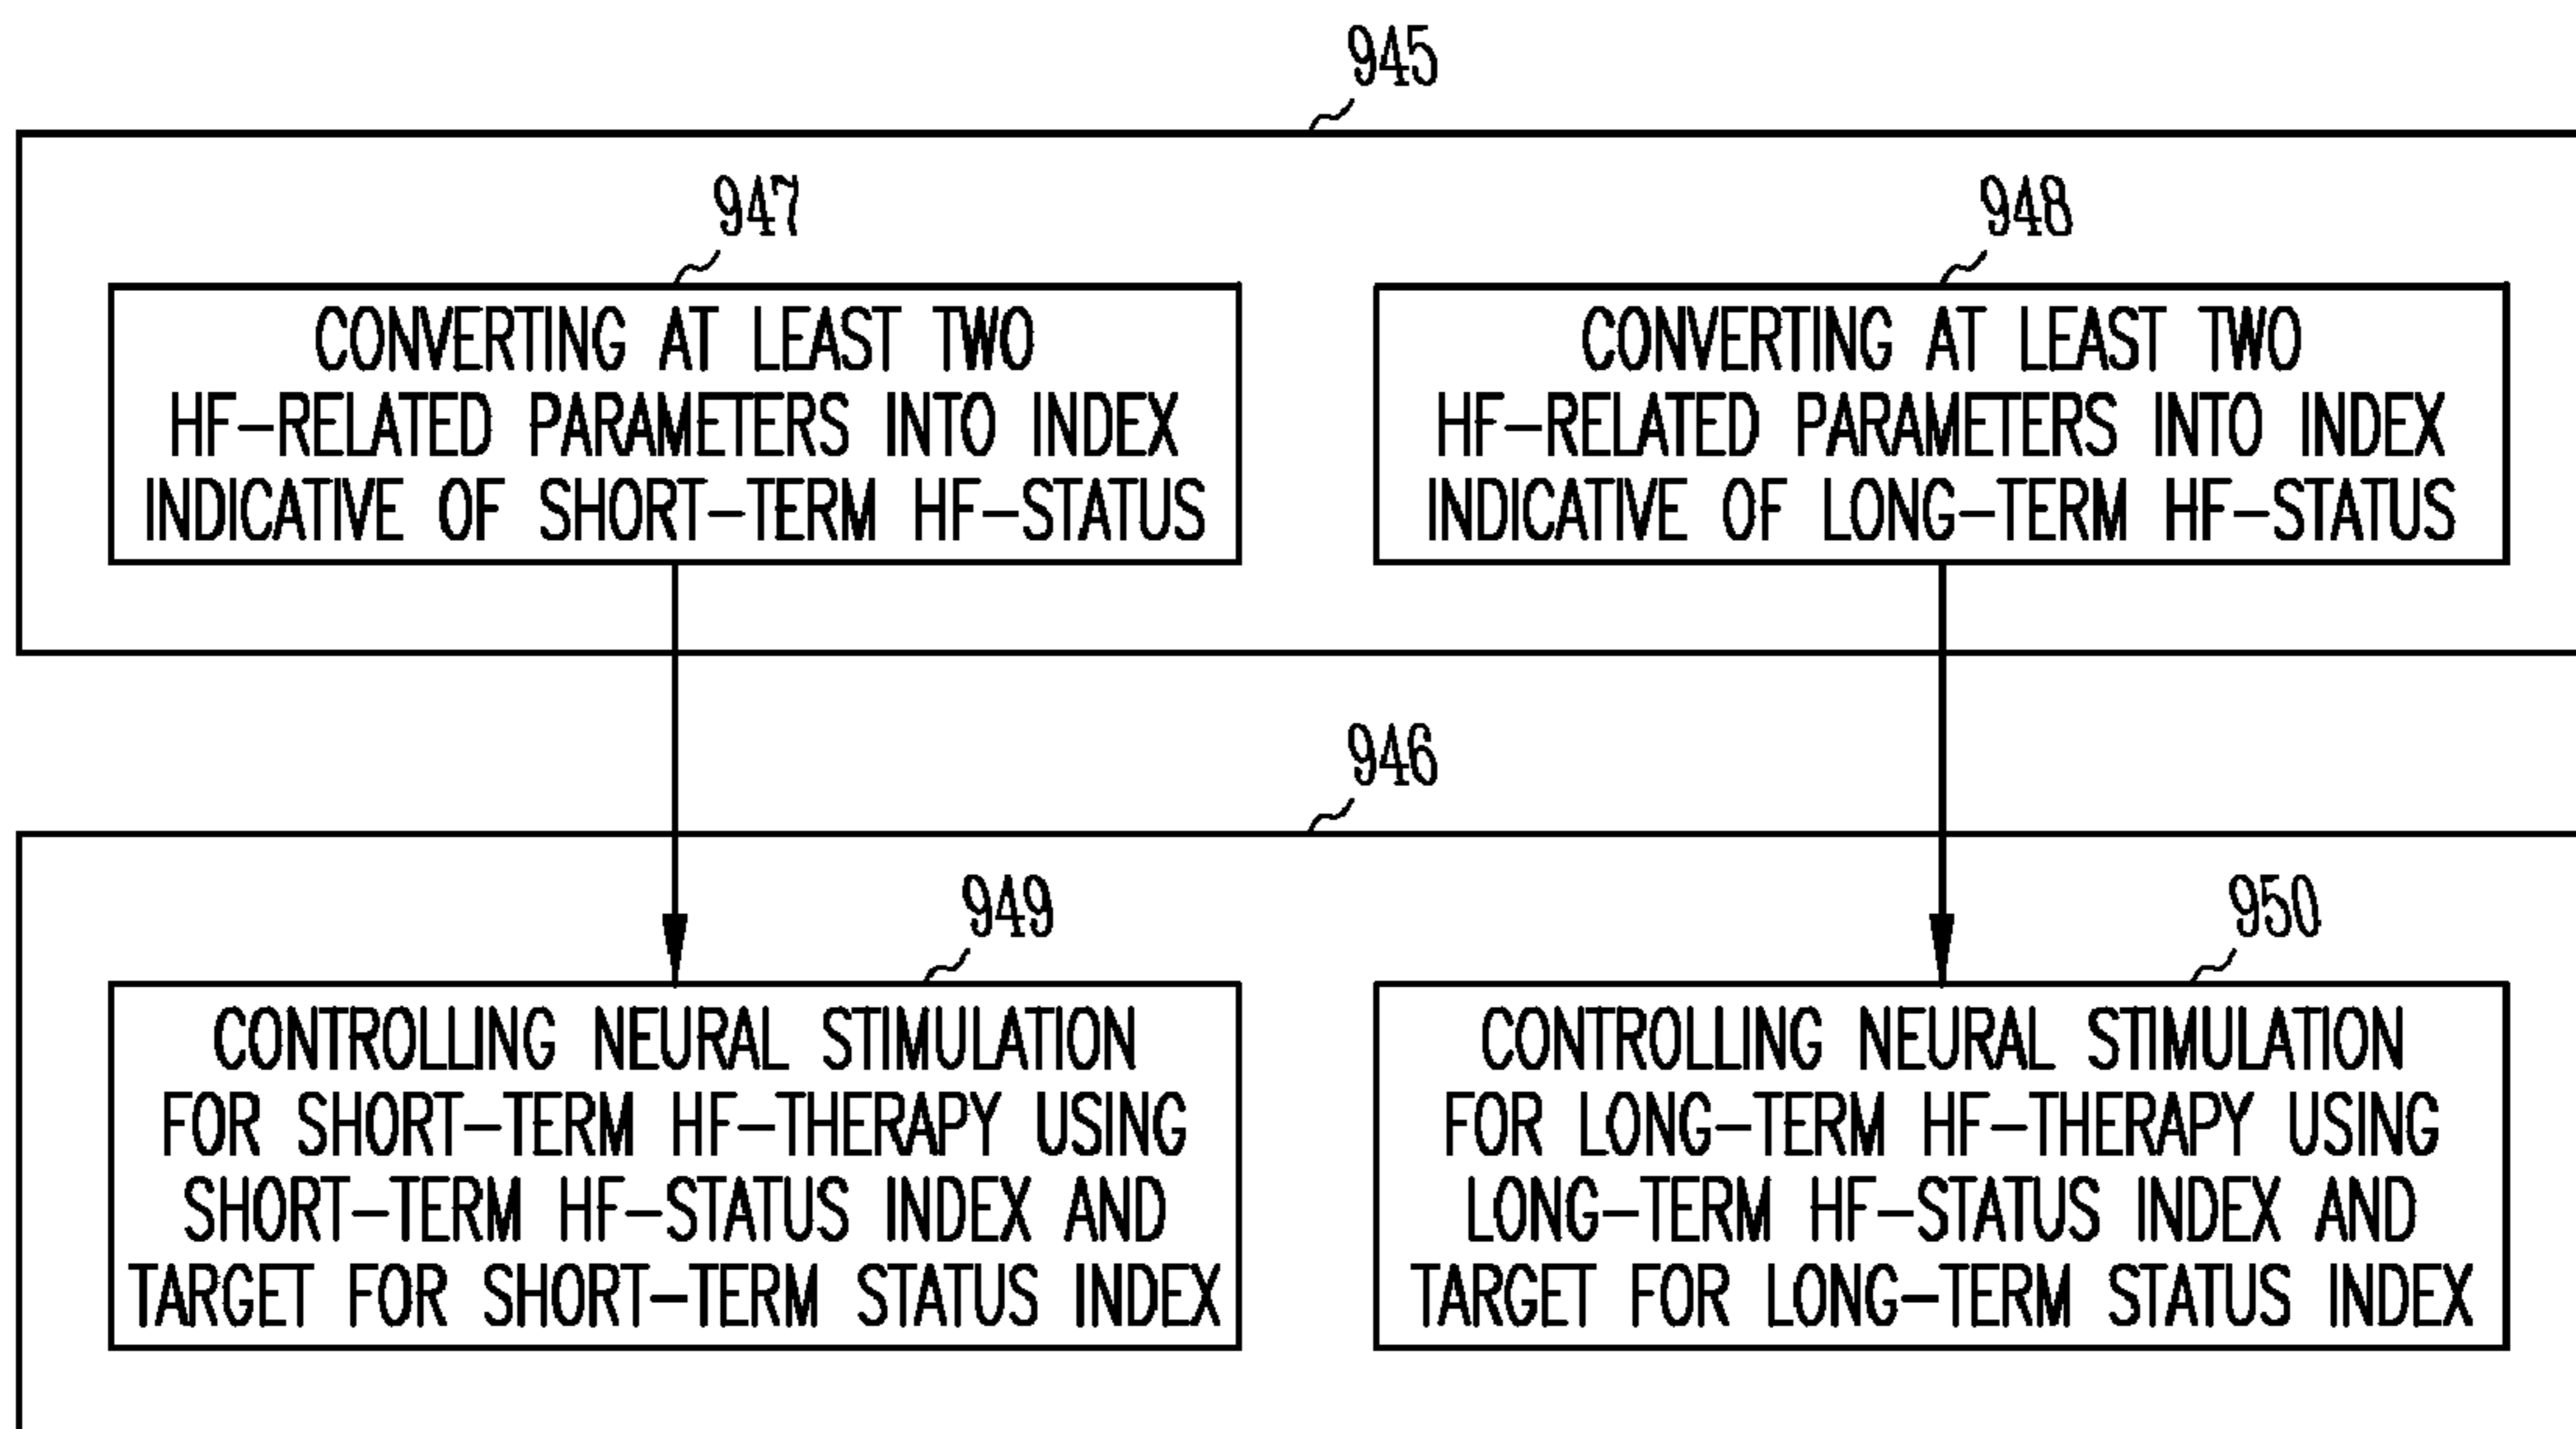 945
947
CONVERTING AT LEAST TWO
HF-RELATED PARAMETERS INTO INDEX
INDICATIVE OF SHORT-TERM HF-STATUS
948
CONVERTING AT LEAST TWO
HF-RELATED PARAMETERS INTO INDEX
INDICATIVE OF LONG-TERM HF-STATUS
946
949
CONTROLLING NEURAL STIMULATION
FOR SHORT-TERM HF-THERAPY USING
SHORT-TERM HF-STATUS INDEX AND
TARGET FOR SHORT-TERM STATUS INDEX
950
CONTROLLING NEURAL STIMULATION
FOR LONG-TERM HF-THERAPY USING
LONG-TERM HF-STATUS INDEX AND
TARGET FOR LONG-TERM STATUS INDEX